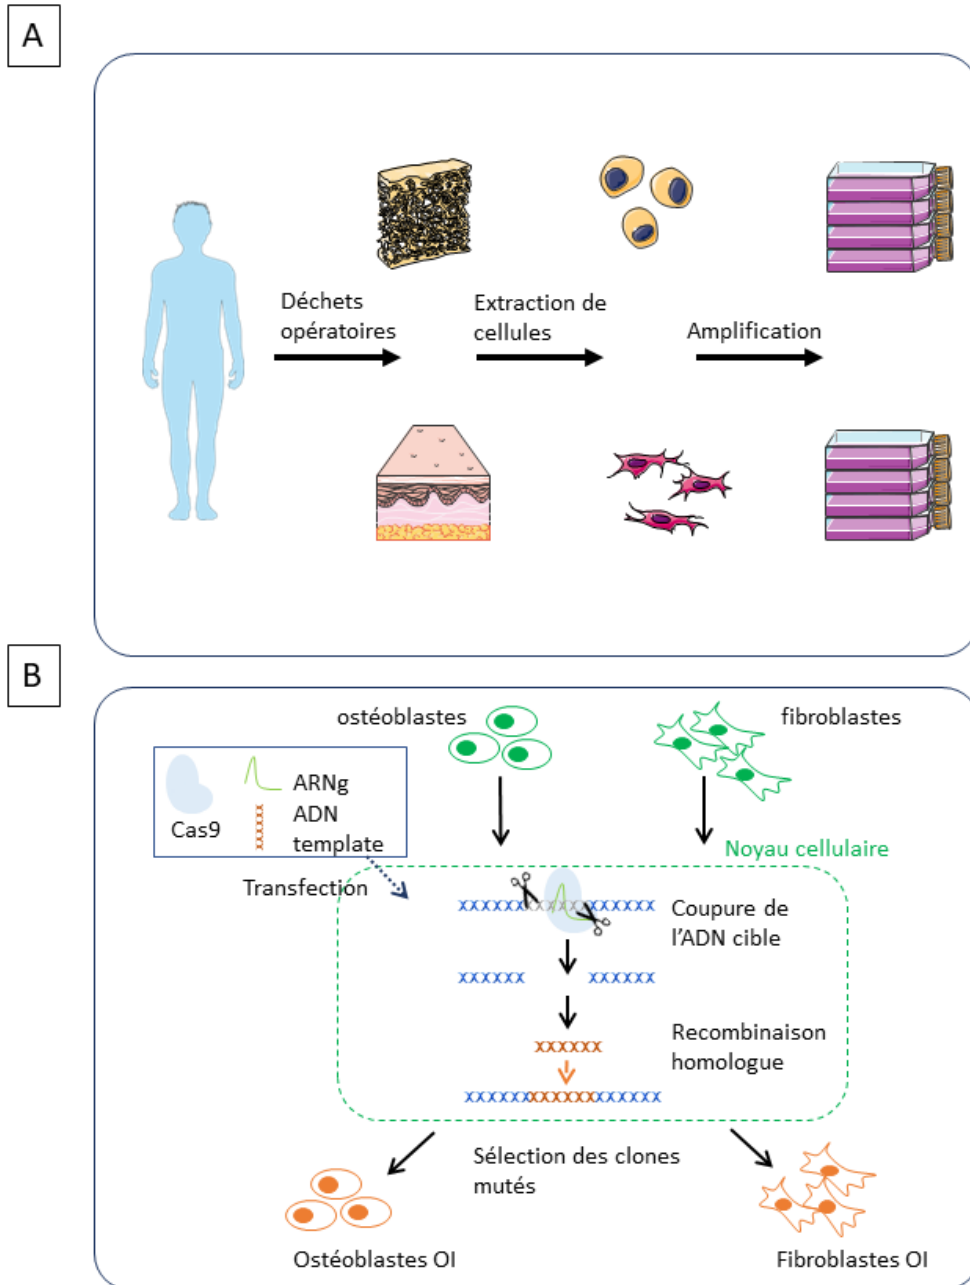 A
Déchets
opératoires
Extraction de
cellules
Amplification
B
ostéoblastes
fibroblastes
Cas9
ARNg
ADN
template
Transfection
Noyau cellulaire
Coupure de
l'ADN cible
Recombinaison
homologue
Sélection des clones
mutés
Ostéoblastes OI
Fibroblastes OI